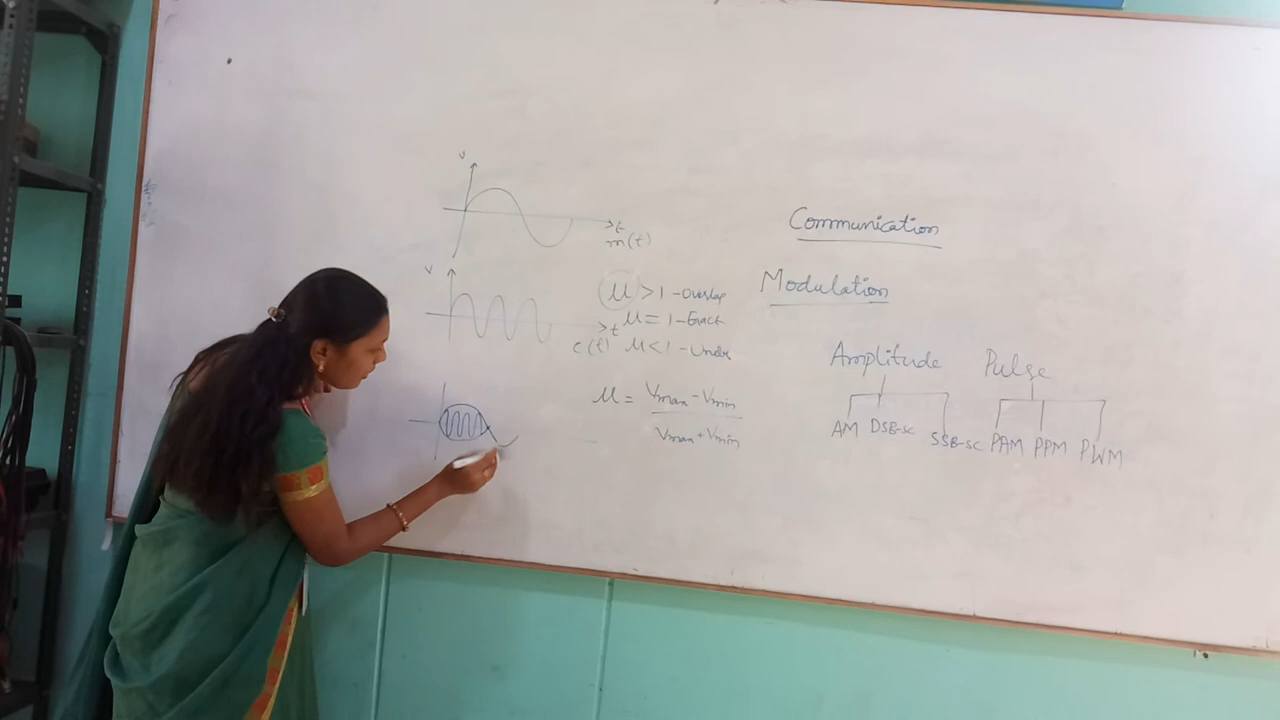 V
t
m(t)
V
t
c(t)
μ > 1 - Overlap
μ = 1 - Exact
μ < 1 - Under
μ = Vmax - Vmin
Vmax + Vmin
Communication
Modulation
Amplitude Pulse
AM DSB-SC SSB-SC PAM PPM PWM